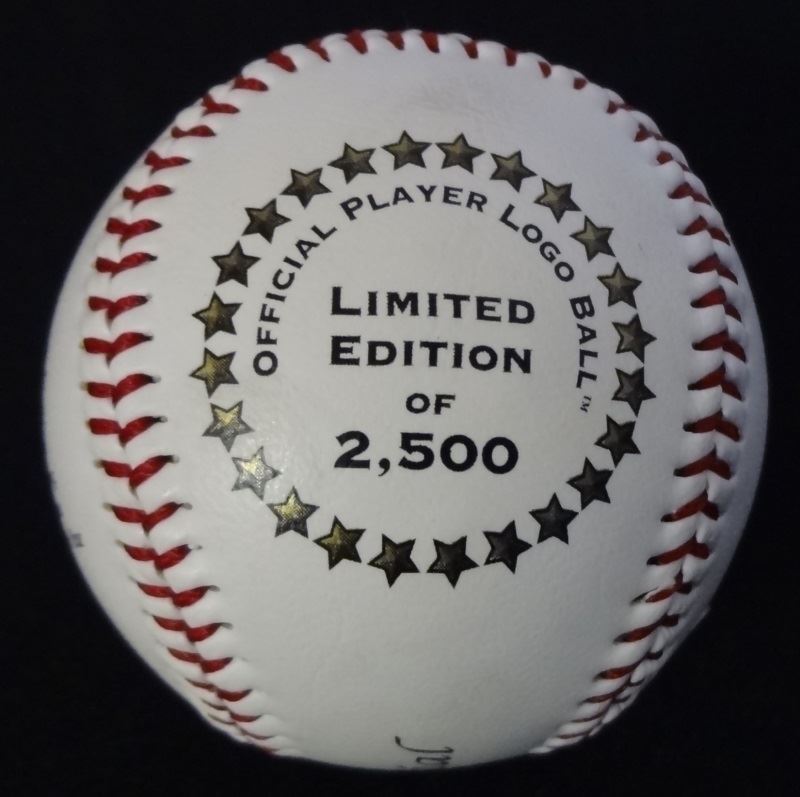 OFFICIAL PLAYER LOGO BALL™
LIMITED
EDITION
OF
2,500